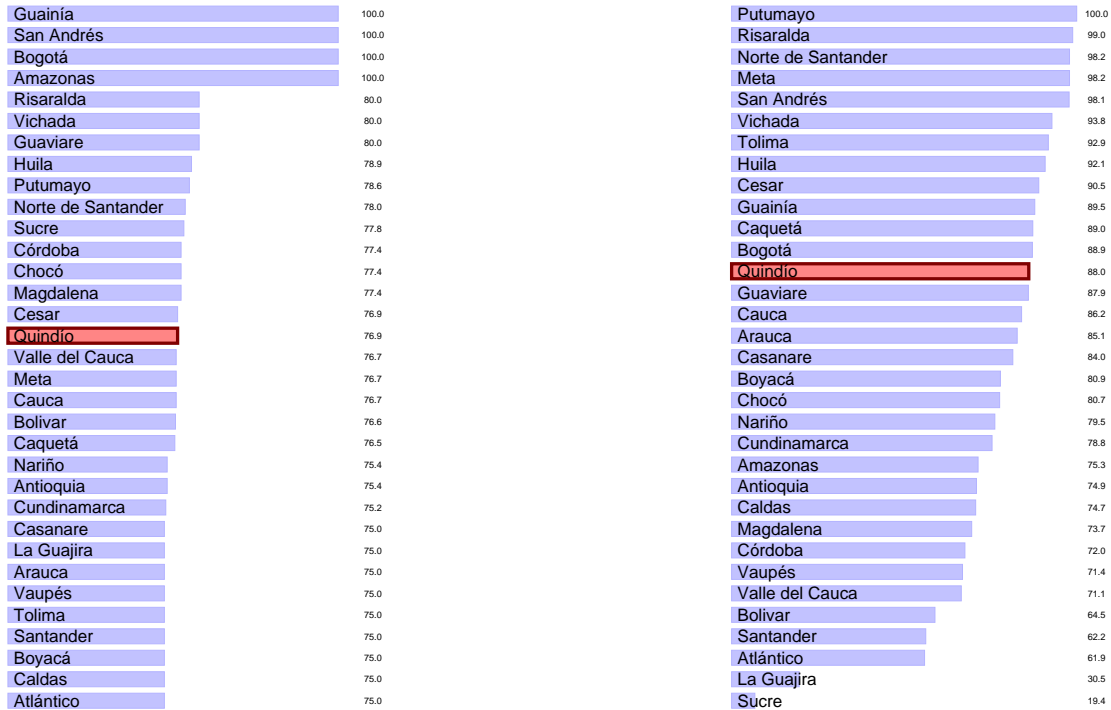 Guainía 100.0
San Andrés 100.0
Bogotá 100.0
Amazonas 100.0
Risaralda 80.0
Vichada 80.0
Guaviare 80.0
Huila 78.9
Putumayo 78.6
Norte de Santander 78.0
Sucre 77.8
Córdoba 77.4
Chocó 77.4
Magdalena 77.4
Cesar 76.9
Quindío 76.9
Valle del Cauca 76.7
Meta 76.7
Cauca 76.7
Bolivar 76.6
Caquetá 76.5
Nariño 75.4
Antioquia 75.4
Cundinamarca 75.2
Casanare 75.0
La Guajira 75.0
Arauca 75.0
Vaupés 75.0
Tolima 75.0
Santander 75.0
Boyacá 75.0
Caldas 75.0
Atlántico 75.0
Putumayo 100.0
Risaralda 99.0
Norte de Santander 98.2
Meta 98.2
San Andrés 98.1
Vichada 93.8
Tolima 92.9
Huila 92.1
Cesar 90.5
Guainía 89.5
Caquetá 89.0
Bogotá 88.9
Quindío 88.0
Guaviare 87.9
Cauca 86.2
Arauca 85.1
Casanare 84.0
Boyacá 80.9
Chocó 80.7
Nariño 79.5
Cundinamarca 78.8
Amazonas 75.3
Antioquia 74.9
Caldas 74.7
Magdalena 73.7
Córdoba 72.0
Vaupés 71.4
Valle del Cauca 71.1
Bolivar 64.5
Santander 62.2
Atlántico 61.9
La Guajira 30.5
Sucre 19.4